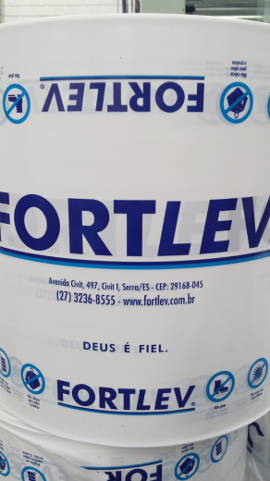 FORTLEV.
FORTLEV.
Avenida Civit, 497, Civit I, Serra/ES - CEP: 29168-045
(27) 3236-8555 - www.fortlev.com.br
DEUS É FIEL.
FORTLEV.